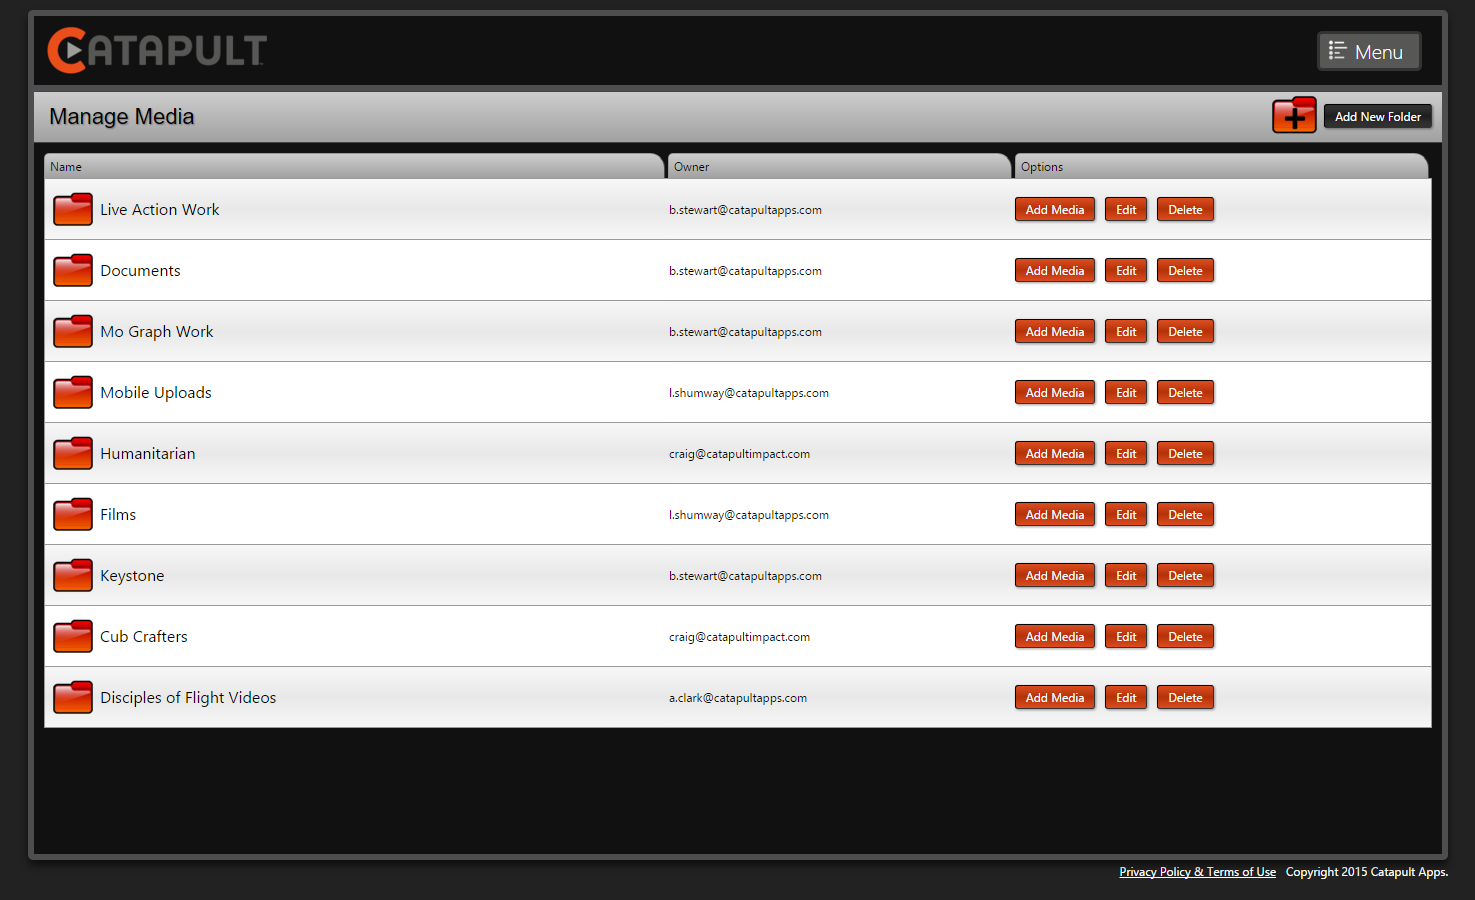 CATAPULT
Menu
Manage Media
Add New Folder
Name Owner Options
Live Action Work b.stewart@catapultapps.com Add Media Edit Delete
Documents b.stewart@catapultapps.com Add Media Edit Delete
Mo Graph Work b.stewart@catapultapps.com Add Media Edit Delete
Mobile Uploads l.shumway@catapultapps.com Add Media Edit Delete
Humanitarian craig@catapultimpact.com Add Media Edit Delete
Films l.shumway@catapultapps.com Add Media Edit Delete
Keystone b.stewart@catapultapps.com Add Media Edit Delete
Cub Crafters craig@catapultimpact.com Add Media Edit Delete
Disciples of Flight Videos a.clark@catapultapps.com Add Media Edit Delete
Privacy Policy & Terms of Use Copyright 2015 Catapult Apps.